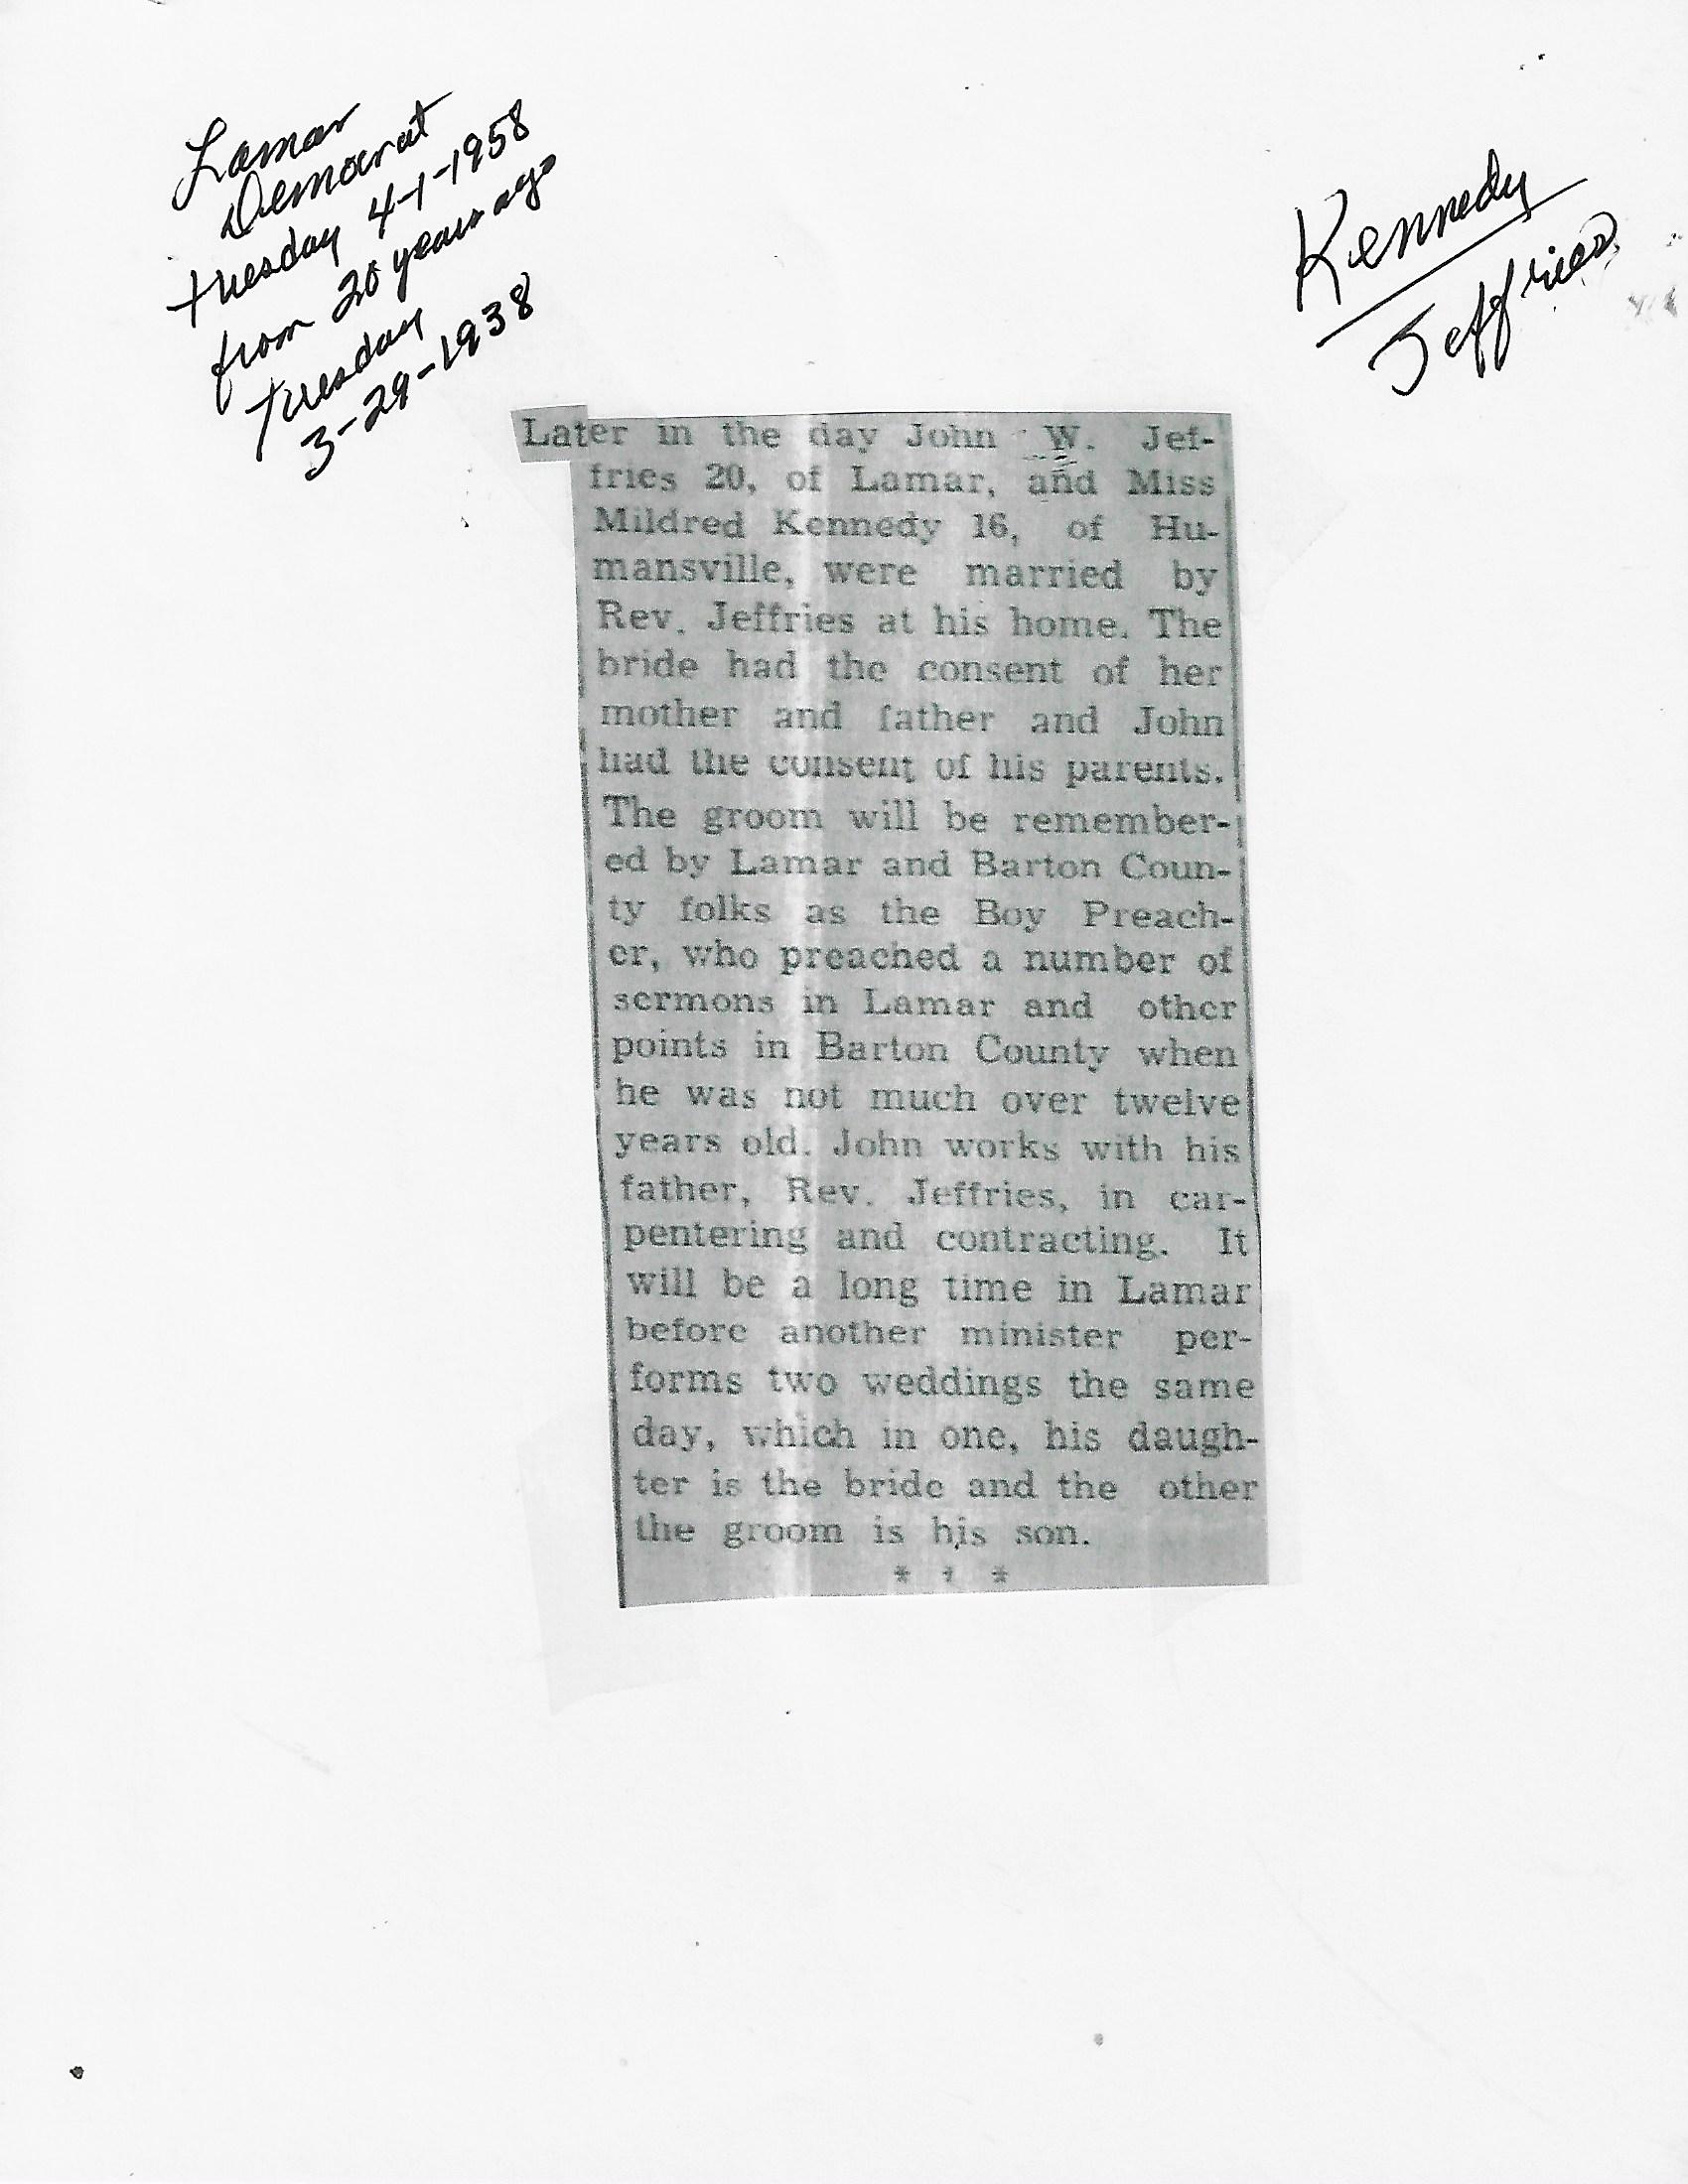 Lamar
Democrat
Tuesday 4-1-1958
from 20 years ago
Tuesday
3-29-1938
Kennedy
Jeffries
Later in the day John W. Jef-
fries 20, of Lamar, and Miss
Mildred Kennedy 16, of Hu-
mansville, were married by
Rev. Jeffries at his home. The
bride had the consent of her
mother and father and John
had the consent of his parents.
The groom will be remember-
ed by Lamar and Barton Coun-
ty folks as the Boy Preach-
er, who preached a number of
sermons in Lamar and other
points in Barton County when
he was not much over twelve
years old. John works with his
father, Rev. Jeffries, in car-
pentering and contracting. It
will be a long time in Lamar
before another minister per-
forms two weddings the same
day, which in one, his daugh-
ter is the bride and the other
the groom is his son.
* * *